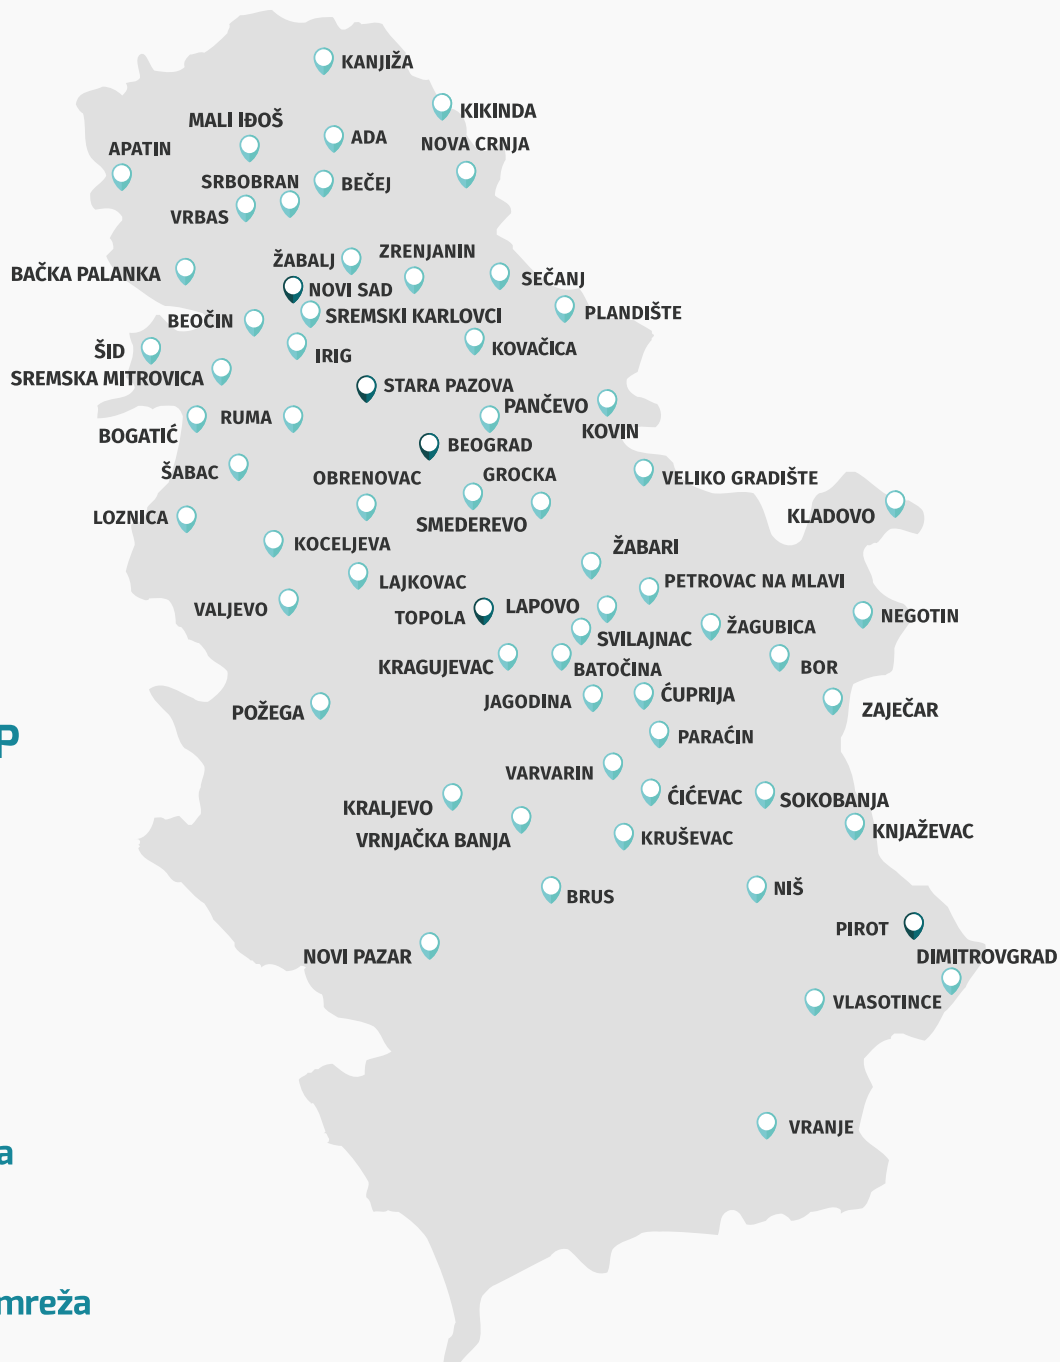 KANJIŽA
KIKINDA
MALI IĐOŠ
ADA
NOVA CRNJA
APATIN
SRBOBRAN
BEČEJ
VRBAS
ŽABALJ
ZRENJANIN
BAČKA PALANKA
SEČANJ
NOVI SAD
PLANDIŠTE
BEOČIN
SREMSKI KARLOVCI
ŠID
IRIG
KOVAČICA
SREMSKA MITROVICA
STARA PAZOVA
PANČEVO
BOGATIĆ
RUMA
KOVIN
BEOGRAD
ŠABAC
OBRENOVAC
GROCKA
VELIKO GRADIŠTE
LOZNICA
SMEDEREVO
KLADOVO
KOCELJEVA
ŽABARI
LAJKOVAC
PETROVAC NA MLAVI
VALJEVO
TOPOLA
LAPOVO
NEGOTIN
SVILAJNAC
ŽAGUBICA
KRAGUJEVAC
BATOČINA
BOR
JAGODINA
ĆUPRIJA
POŽEGA
ZAJEČAR
P
PARAĆIN
VARVARIN
KRALJEVO
ĆIĆEVAC
SOKOBANJA
VRNJAČKA BANJA
KRUŠEVAC
KNJAŽEVAC
BRUS
NIŠ
PIROT
NOVI PAZAR
DIMITROVGRAD
VLASOTINCE
VRANJE
a
mreža